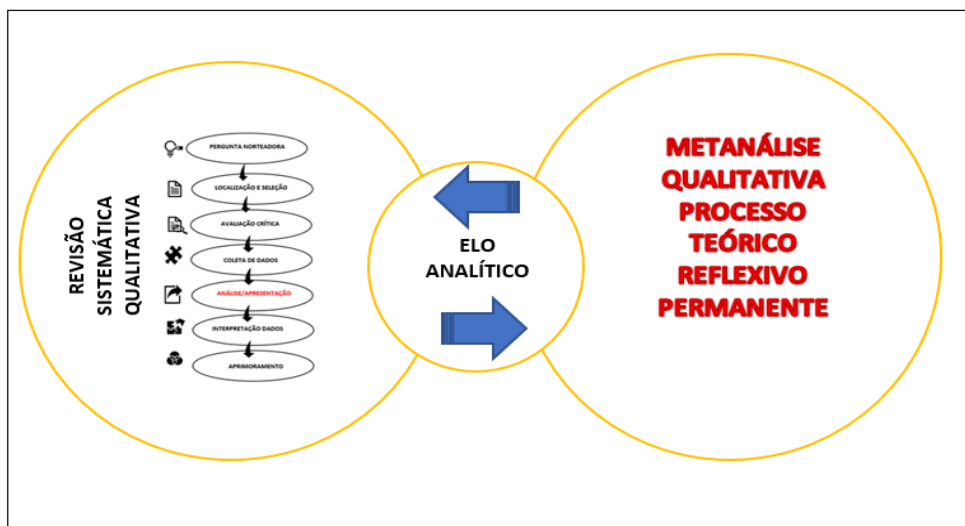 REVISÃO
SISTEMÁTICA
QUALITATIVA
PERGUNTA NORTEADORA
LOCALIZAÇÃO E SELEÇÃO
AVALIAÇÃO CRÍTICA
COLETA DE DADOS
ANÁLISE/APRESENTAÇÃO
INTERPRETAÇÃO DADOS
APRIMORAMENTO
ELO
ANALÍTICO
METANÁLISE
QUALITATIVA
PROCESSO
TEÓRICO
REFLEXIVO
PERMANENTE